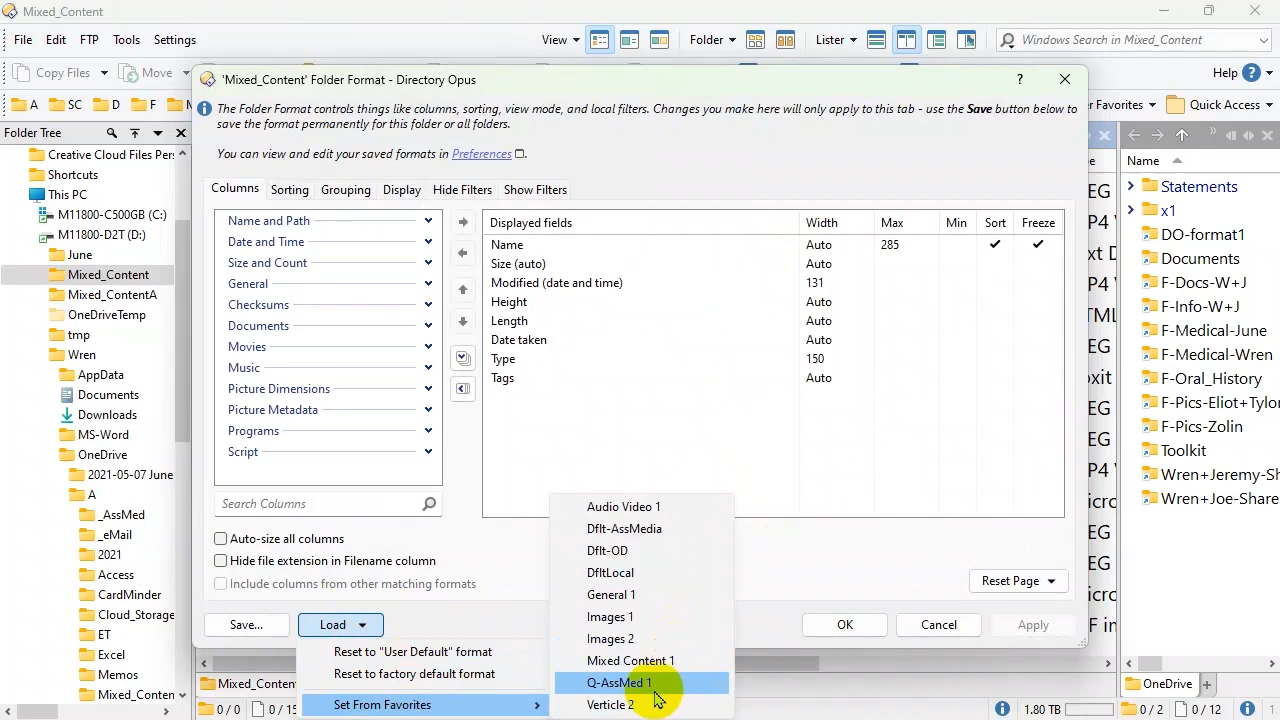 Mixed_Content
File Edit FTP Tools Settings View Folder Lister Windows Search in Mixed_Content
Copy Files Move Help
A SC D F Favorites Quick Access
'Mixed_Content' Folder Format - Directory Opus ?
The Folder Format controls things like columns, sorting, view mode, and local filters. Changes you make here will only apply to this tab - use the Save button below to
save the format permanently for this folder or all folders.
You can view and edit your saved formats in Preferences.
Columns Sorting Grouping Display Hide Filters Show Filters
Name and Path
Date and Time
Size and Count
General
Checksums
Documents
Movies
Music
Picture Dimensions
Picture Metadata
Programs
Script
Search Columns
Displayed fields Width Max Min Sort Freeze
Name Auto 285
Size (auto) Auto
Modified (date and time) 131
Height Auto
Length Auto
Date taken Auto
Type 150
Tags Auto
Auto-size all columns
Hide file extension in Filename column
Include columns from other matching formats
Reset Page
Save... Load OK Cancel Apply
Reset to "User Default" format
Reset to factory default format
Set From Favorites
Audio Video 1
Dflt-AssMedia
Dflt-OD
DfltLocal
General 1
Images 1
Images 2
Mixed Content 1
Q-AssMed 1
Verticle 2
Folder Tree
Creative Cloud Files Per
Shortcuts
This PC
M11800-C500GB (C:)
M11800-D2T (D:)
June
Mixed_Content
Mixed_ContentA
OneDriveTemp
tmp
Wren
AppData
Documents
Downloads
MS-Word
OneDrive
2021-05-07 June
A
_AssMed
_eMail
2021
Access
CardMinder
Cloud_Storage
ET
Excel
Memos
Mixed_Conten
Name
Statements
x1
DO-format1
Documents
F-Docs-W+J
F-Info-W+J
F-Medical-June
F-Medical-Wren
F-Oral_History
F-Pics-Eliot+Tylor
F-Pics-Zolin
Toolkit
Wren+Jeremy-Sh
Wren+Joe-Share
Mixed_Conten OneDrive
0/0 0/15 1.80 TB 0/2 0/12 1.